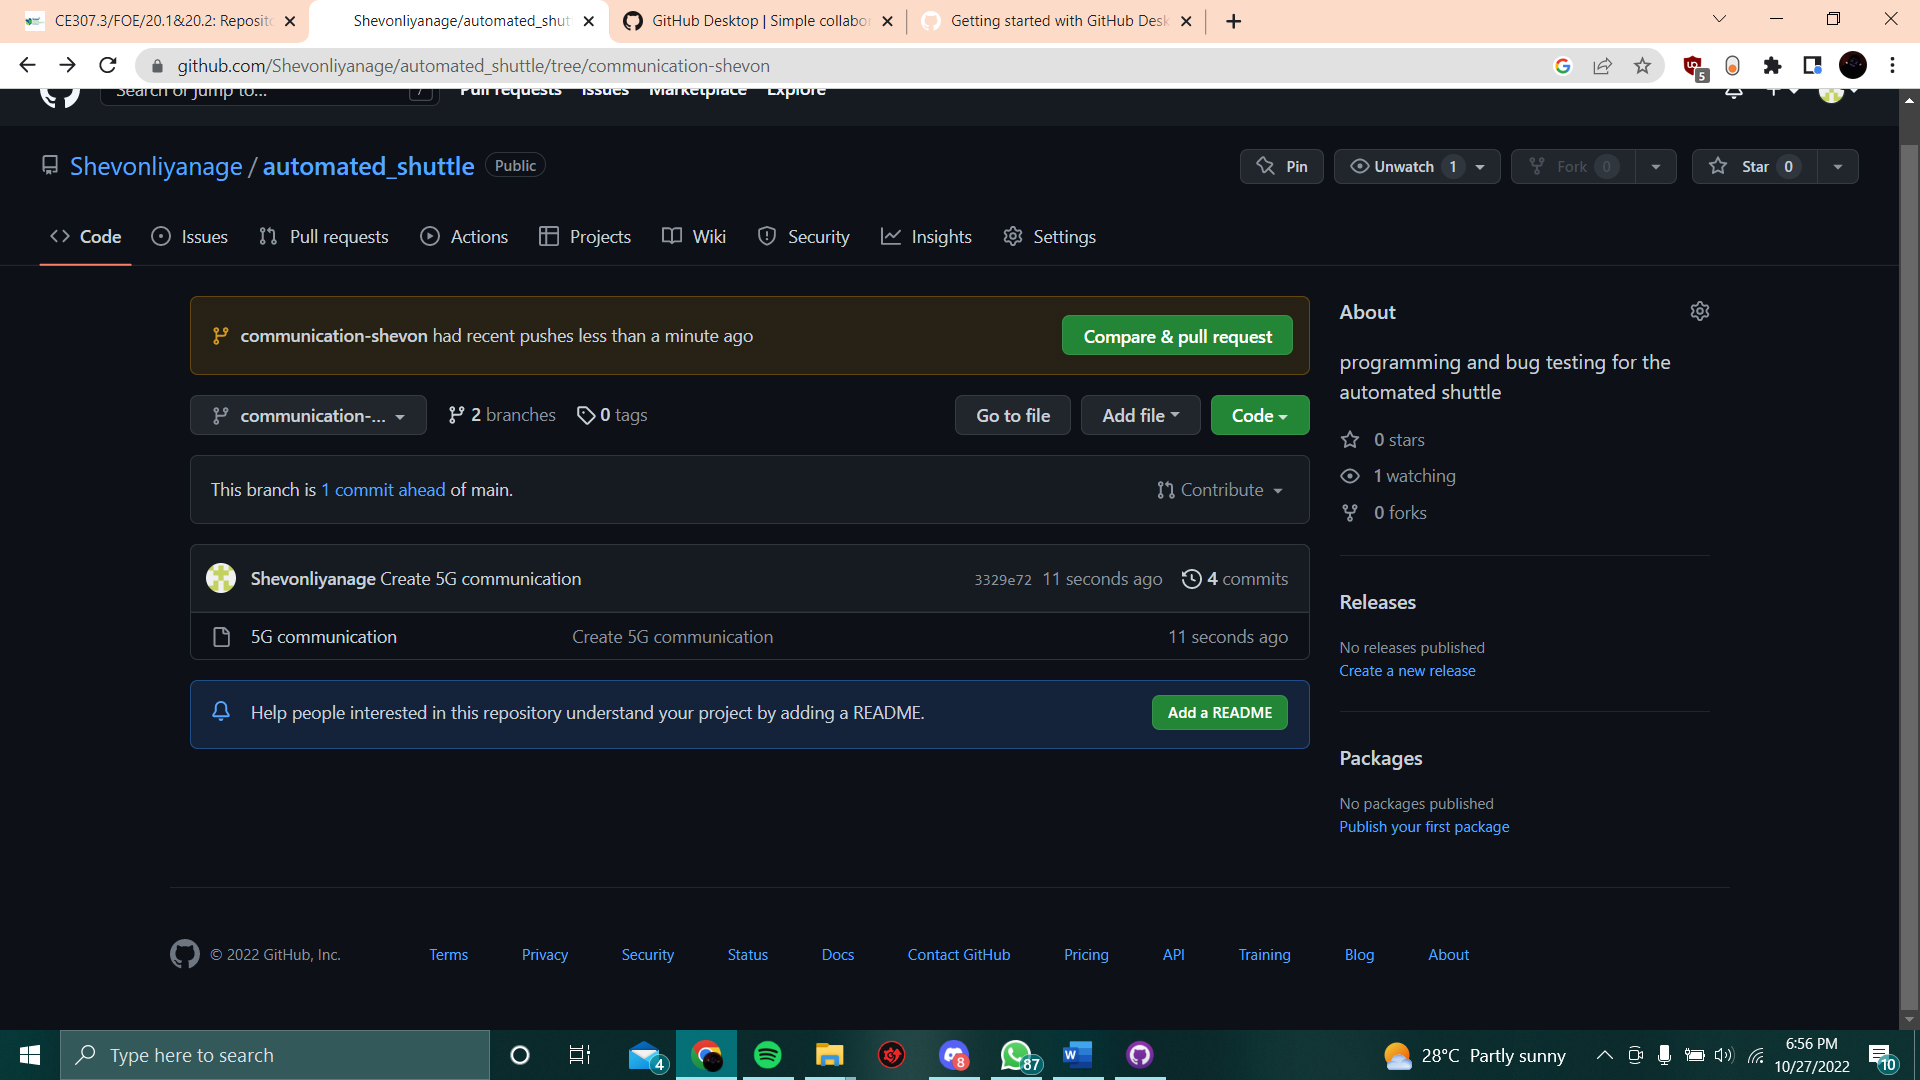 CE307.3/FOE/20.1&20.2: Reposito
Shevonliyanage/automated_shut
GitHub Desktop | Simple collabor
Getting started with GitHub Desk
github.com/Shevonliyanage/automated_shuttle/tree/communication-shevon
5
Search or jump to...
/
Pull requests Issues Marketplace Explore
Shevonliyanage / automated_shuttle Public
Pin
Unwatch 1
Fork 0
Star 0
Code Issues Pull requests Actions Projects Wiki Security Insights Settings
communication-shevon had recent pushes less than a minute ago
Compare & pull request
communication-...
2 branches
0 tags
Go to file
Add file
Code
This branch is 1 commit ahead of main.
Contribute
Shevonliyanage Create 5G communication
3329e72 11 seconds ago
4 commits
5G communication
Create 5G communication
11 seconds ago
Help people interested in this repository understand your project by adding a README.
Add a README
About
programming and bug testing for the
automated shuttle
0 stars
1 watching
0 forks
Releases
No releases published
Create a new release
Packages
No packages published
Publish your first package
© 2022 GitHub, Inc.
Terms
Privacy
Security
Status
Docs
Contact GitHub
Pricing
API
Training
Blog
About
Type here to search
4
8
87
W
28°C Partly sunny
6:56 PM
10/27/2022
10